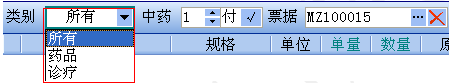 类别 所有 中药 1 付 √ 票据 MZ100015 ...
所有 规格 单位 单量 数量
药品
诊疗